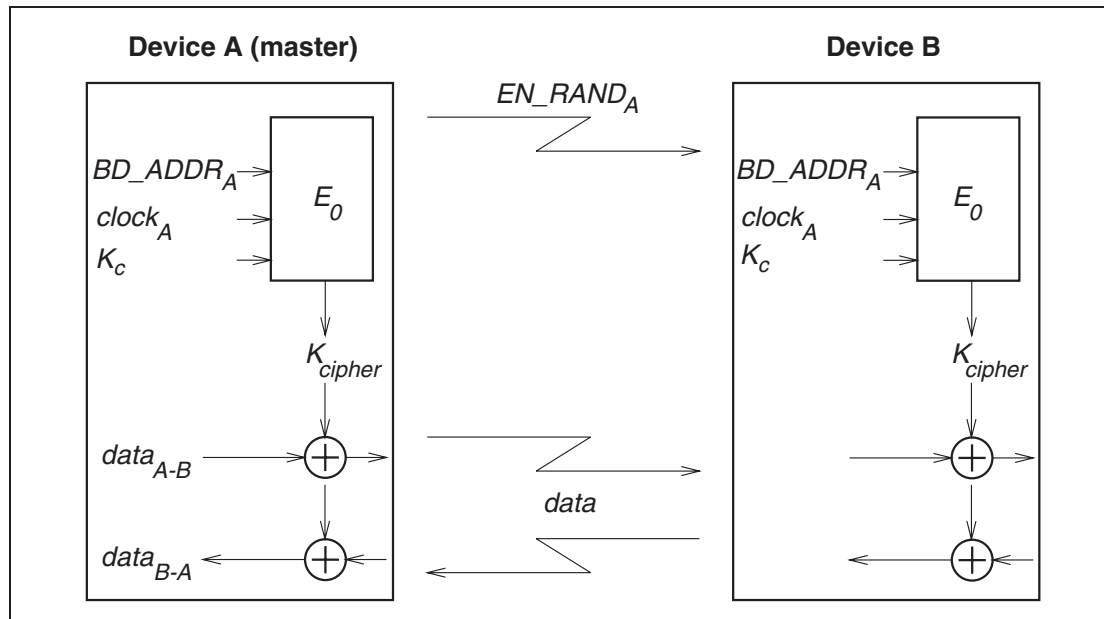 Device A (master)
Device B
EN_RAND_A
BD_ADDR_A
clock_A
K_c
E_0
K_cipher
BD_ADDR_A
clock_A
K_c
E_0
K_cipher
data_A-B
data
data_B-A